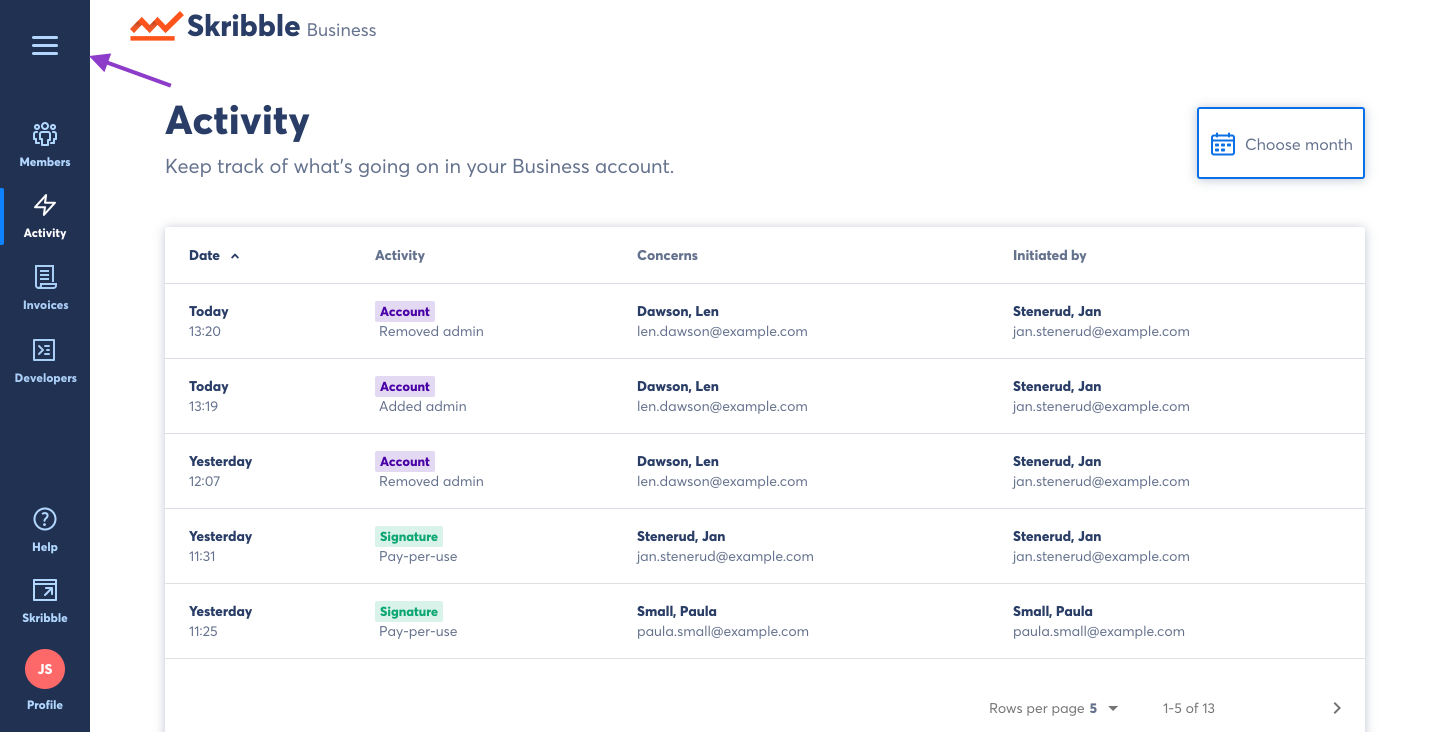 Skribble Business
Members
Activity
Invoices
Developers
Help
Skribble
JS
Profile
Activity
Keep track of what's going on in your Business account.
Choose month
Date Activity Concerns Initiated by
Today Account Dawson, Len Stenerud, Jan
13:20 Removed admin len.dawson@example.com jan.stenerud@example.com
Today Account Dawson, Len Stenerud, Jan
13:19 Added admin len.dawson@example.com jan.stenerud@example.com
Yesterday Account Dawson, Len Stenerud, Jan
12:07 Removed admin len.dawson@example.com jan.stenerud@example.com
Yesterday Signature Stenerud, Jan Stenerud, Jan
11:31 Pay-per-use jan.stenerud@example.com jan.stenerud@example.com
Yesterday Signature Small, Paula Small, Paula
11:25 Pay-per-use paula.small@example.com paula.small@example.com
Rows per page 5 1-5 of 13